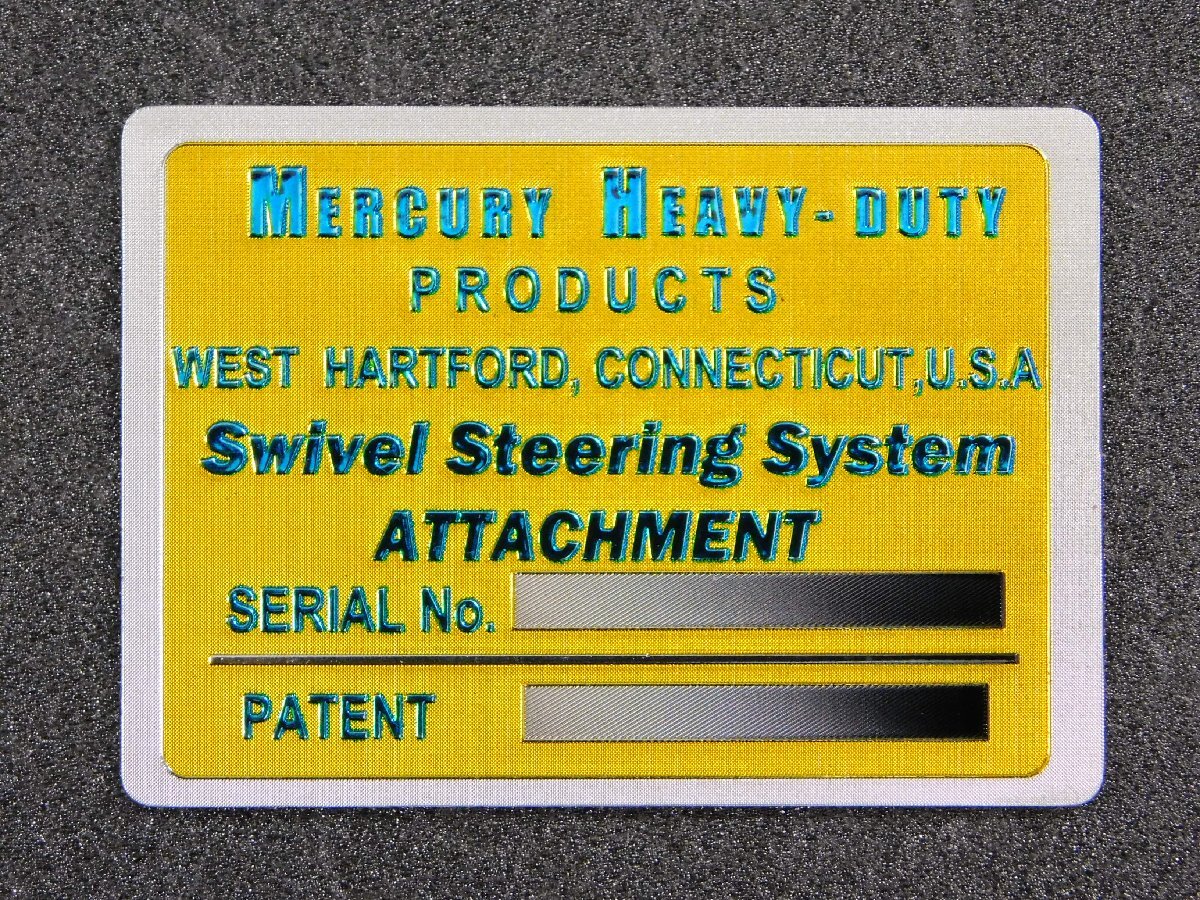 MERCURY HEAVY-DUTY
PRODUCTS
WEST HARTFORD, CONNECTICUT,U.S.A
Swivel Steering System
ATTACHMENT
SERIAL No.
PATENT